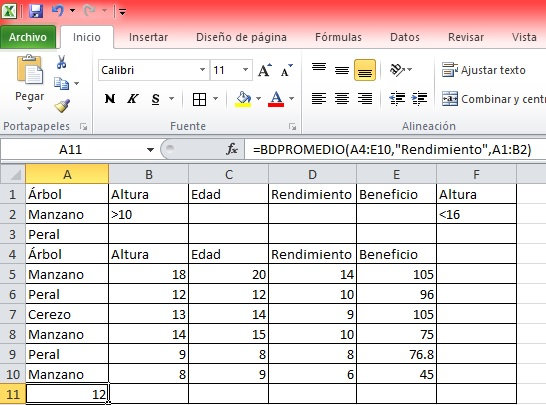 Archivo Inicio Insertar Diseño de página Fórmulas Datos Revisar Vista
Calibri 11 A A Ajustar texto
Pegar N K S A Combinar y centr
Portapapeles Fuente Alineación
A11 fx =BDPROMEDIO(A4:E10,"Rendimiento",A1:B2)
A B C D E F
1 Árbol Altura Edad Rendimiento Beneficio Altura
2 Manzano >10 <16
3 Peral
4 Árbol Altura Edad Rendimiento Beneficio
5 Manzano 18 20 14 105
6 Peral 12 12 10 96
7 Cerezo 13 14 9 105
8 Manzano 14 15 10 75
9 Peral 9 8 8 76.8
10 Manzano 8 9 6 45
11 12